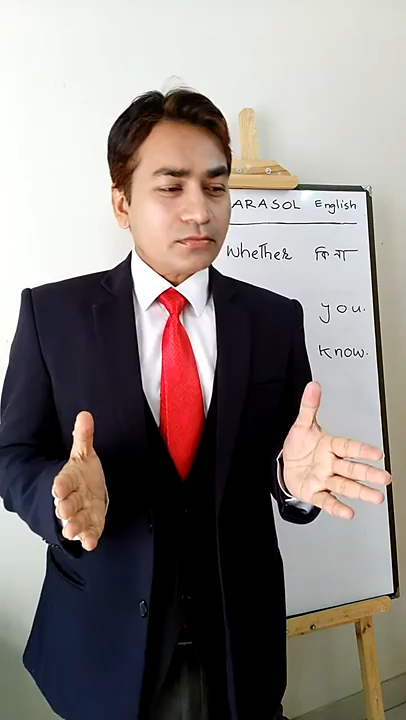 ARASOL English
Whether কি না
you.
know.